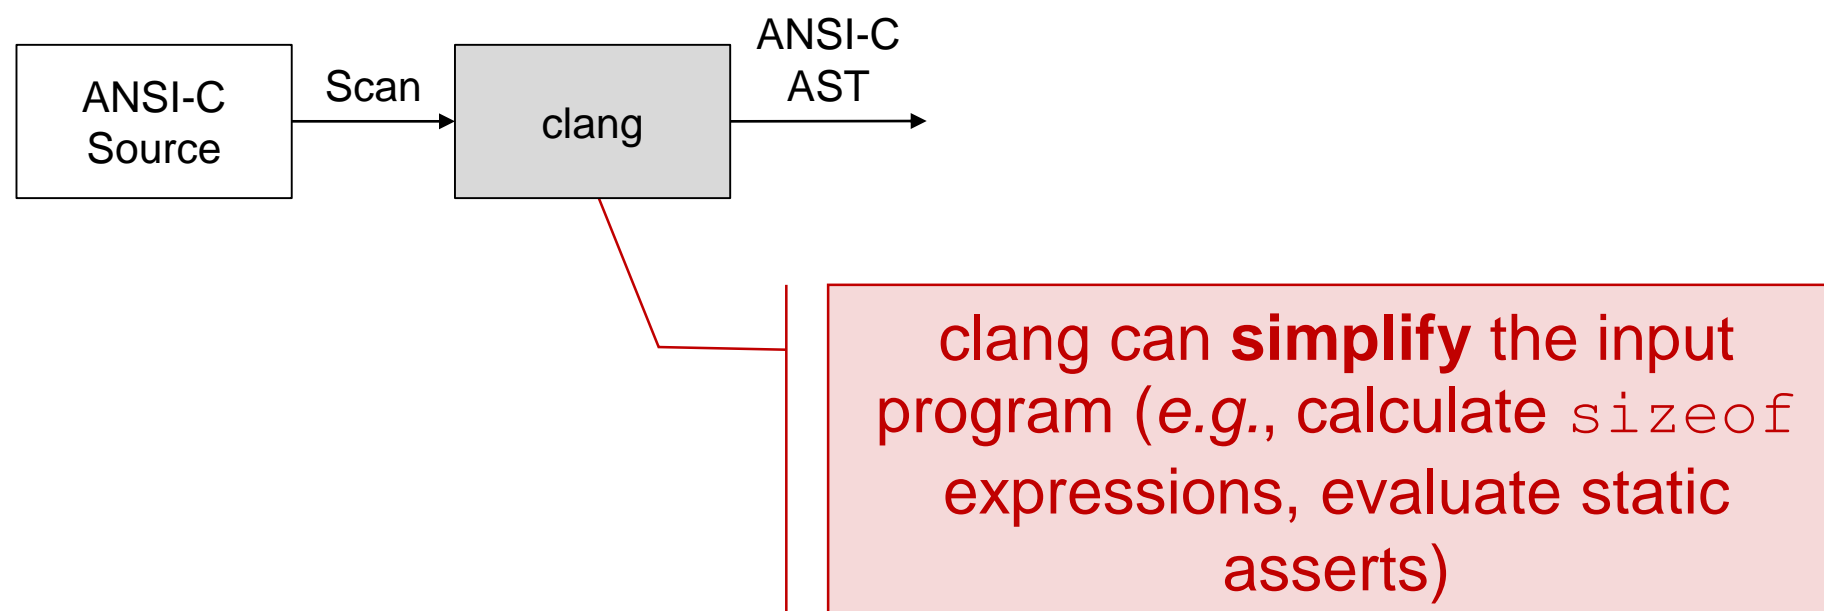 ANSI-C
Source
Scan
clang
ANSI-C
AST
clang can simplify the input
program (e.g., calculate sizeof
expressions, evaluate static
asserts)